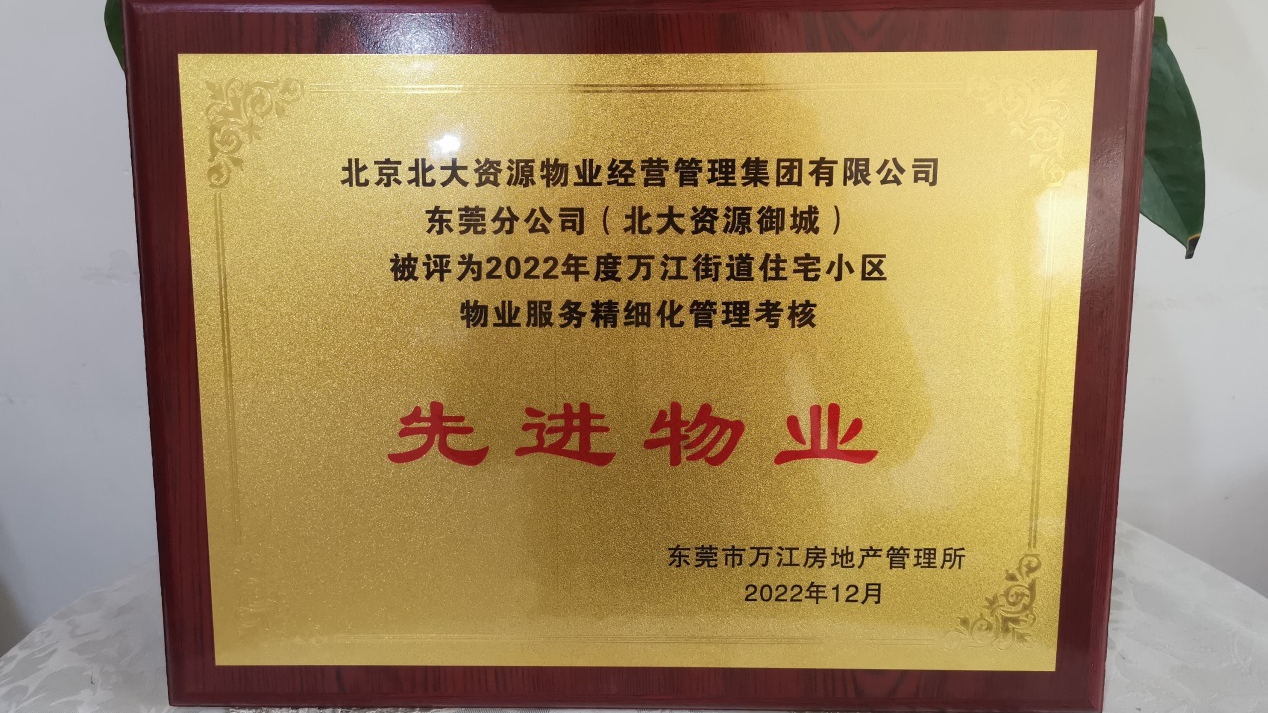 北京北大资源物业经营管理集团有限公司
东莞分公司（北大资源御城）
被评为2022年度万江街道住宅小区
物业服务精细化管理考核
先进物业
东莞市万江房地产管理所
2022年12月